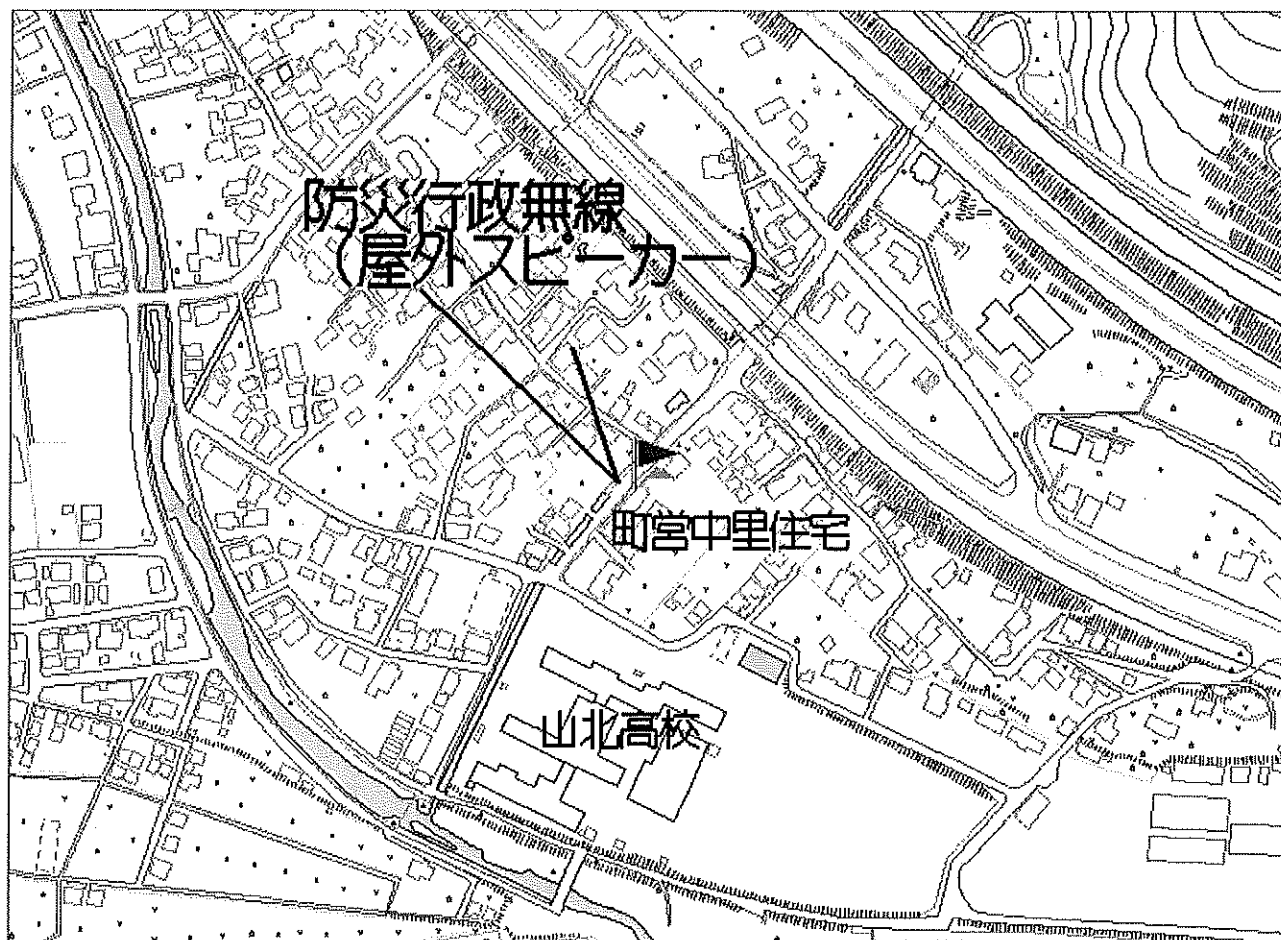 防災行政無線
（屋外スピーカー）
町営中里住宅
山北高校